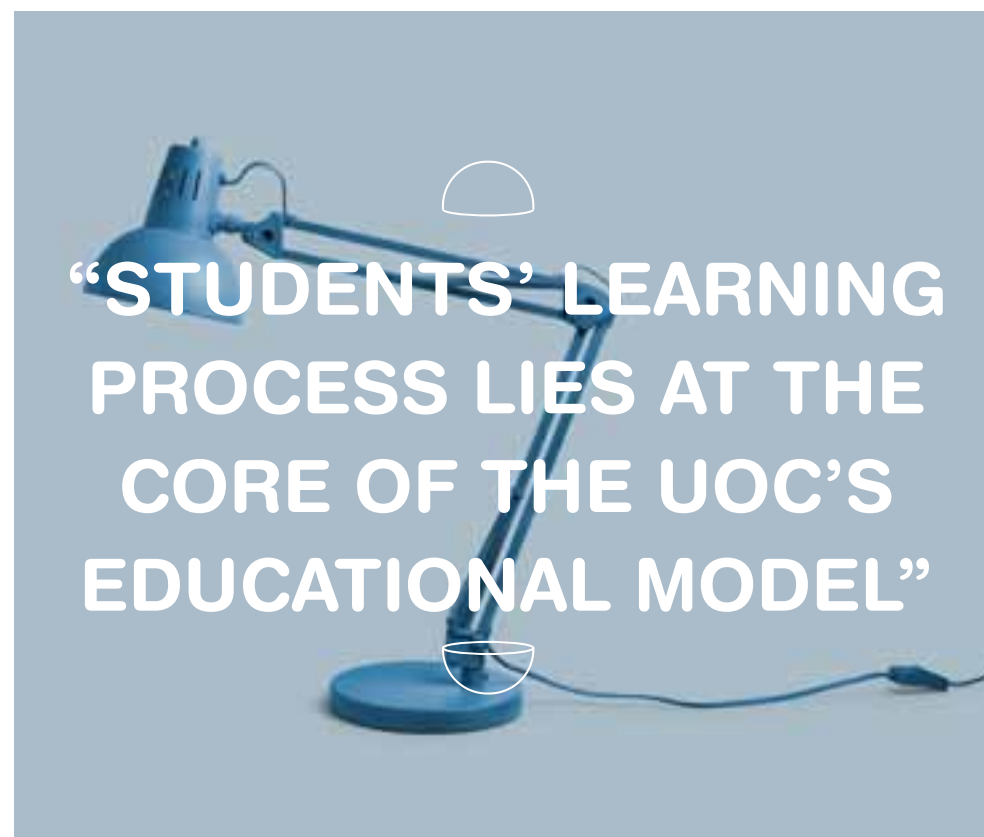 “STUDENTS’ LEARNING
PROCESS LIES AT THE
CORE OF THE UOC’S
EDUCATIONAL MODEL”